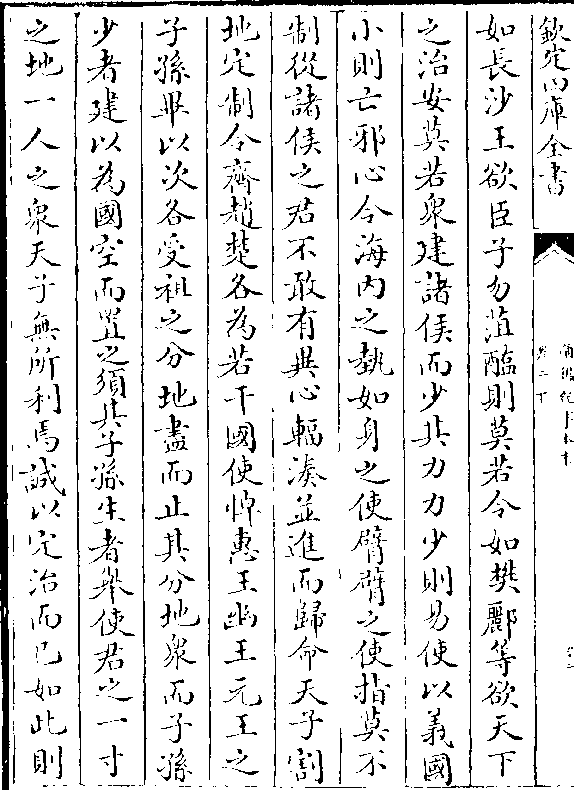 欽定四庫全書
如長沙王欲臣子勿菹醢則莫若令如樊酈等欲天下
之治安莫若衆建諸侯而少其力力少則易使以義國
小則亡邪心令海内之埶如身之使臂臂之使指莫不
制從諸侯之君不敢有異心輻湊並進而歸命天子割
地定制令齊趙楚各為若干國使悼惠王幽王元王之
子孫畢以次各受祖之分地盡而止其分地衆而子孫
少者建以為國空而置之須其子孫生者舉使君之一寸
之地一人之衆天子無所利焉誠以定治而已如此則